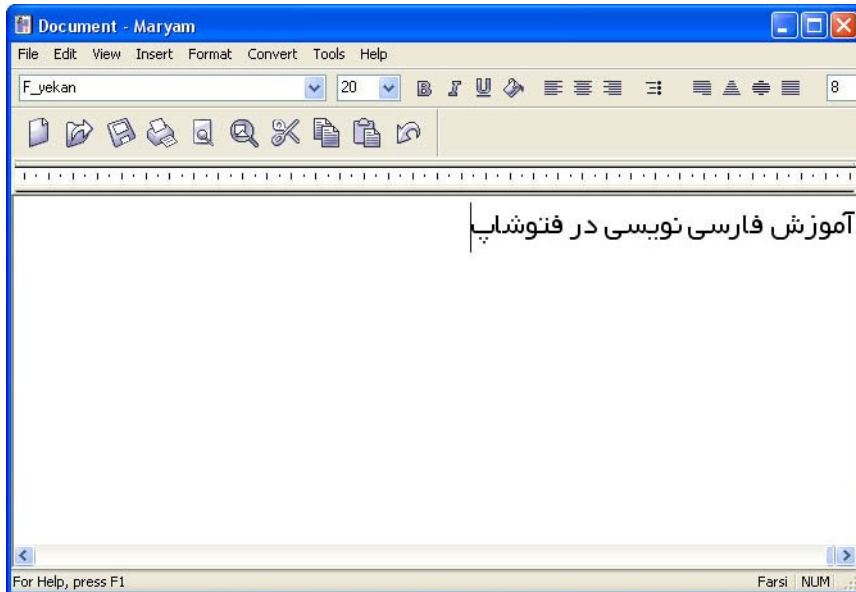 Document - Maryam
File Edit View Insert Format Convert Tools Help
F_yekan 20 B I U 8
آموزش فارسی نویسی در فتوشاپ
For Help, press F1 Farsi NUM